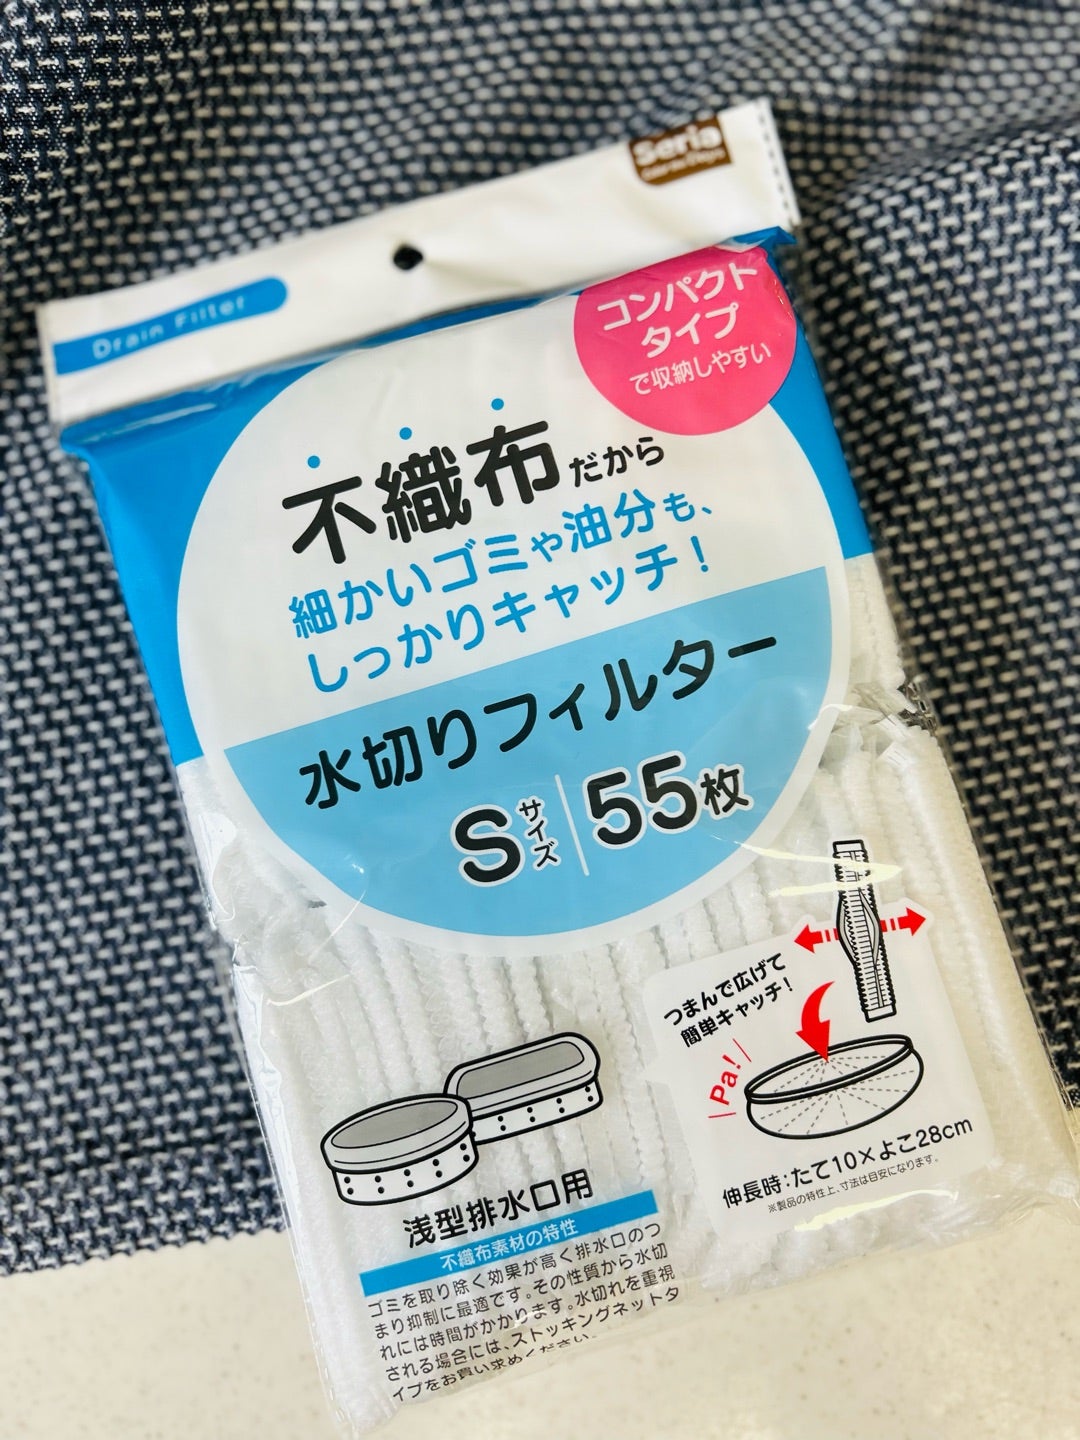 Seria
Drain Filter
コンパクト
タイプ
で収納しやすい
不織布だから
細かいゴミや油分も、
しっかりキャッチ！
水切りフィルター
Sサイズ 55枚
つまんで広げて
簡単キャッチ！
Pa!
伸長時：たて10×よこ28cm
※製品の特性上、寸法は目安になります。
浅型排水口用
不織布素材の特性
ゴミを取り除く効果が高く排水口のつ
まり抑制に最適です。その性質から水切
れには時間がかかります。水切れを重視
される場合には、ストッキングネットタ
イプをお買い求めください。